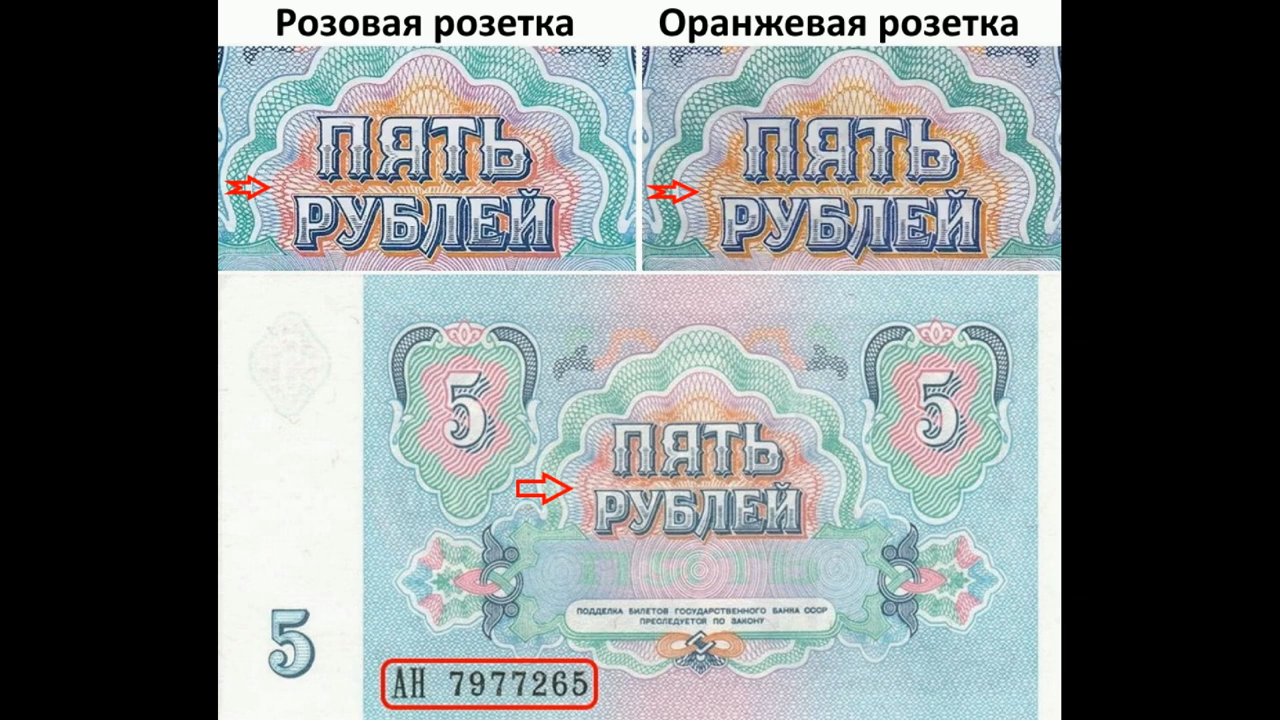 Розовая розетка
Оранжевая розетка
ПЯТЬ
РУБЛЕЙ
ПЯТЬ
РУБЛЕЙ
5
5
ПЯТЬ
РУБЛЕЙ
ПОДДЕЛКА БИЛЕТОВ ГОСУДАРСТВЕННОГО БАНКА СССР
ПРЕСЛЕДУЕТСЯ ПО ЗАКОНУ
5
АН 7977265